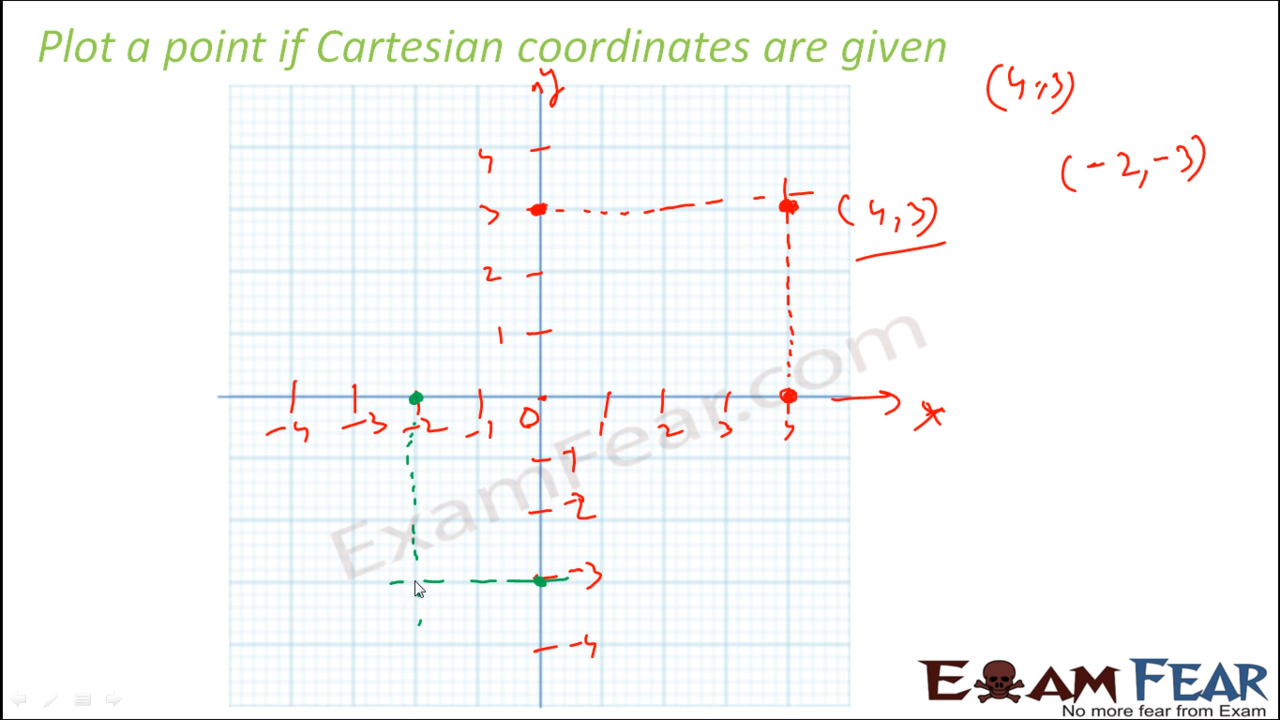 Plot a point if Cartesian coordinates are given
y
(4,3)
(-2,-3)
4
3
(4,3)
2
1
-4 -3 -2 -1 0 1 2 3 4
x
-1
-2
-3
-4
ExamFear.com
EXAM FEAR
No more fear from Exam